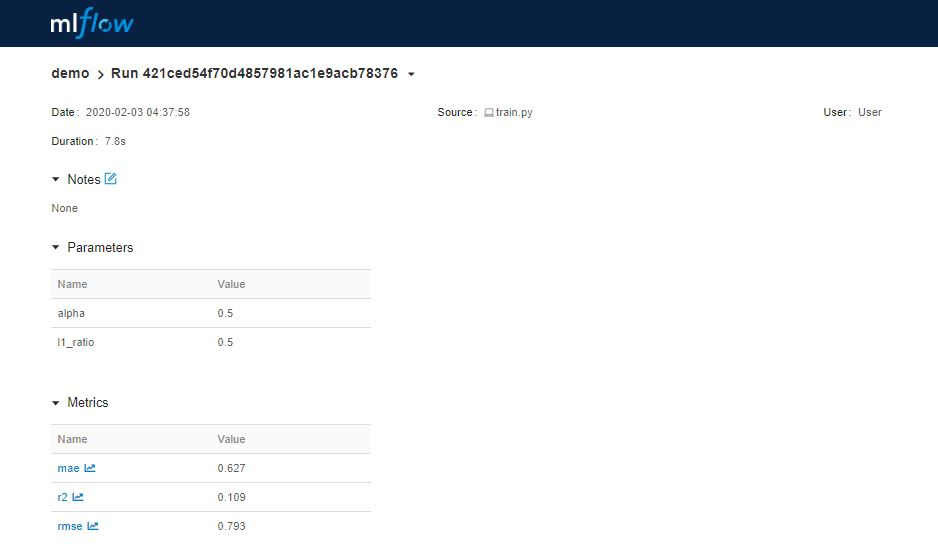 mlflow
demo > Run 421ced54f70d4857981ac1e9acb78376
Date : 2020-02-03 04:37:58 Source : train.py User : User
Duration : 7.8s
Notes
None
Parameters
Name Value
alpha 0.5
l1_ratio 0.5
Metrics
Name Value
mae 0.627
r2 0.109
rmse 0.793